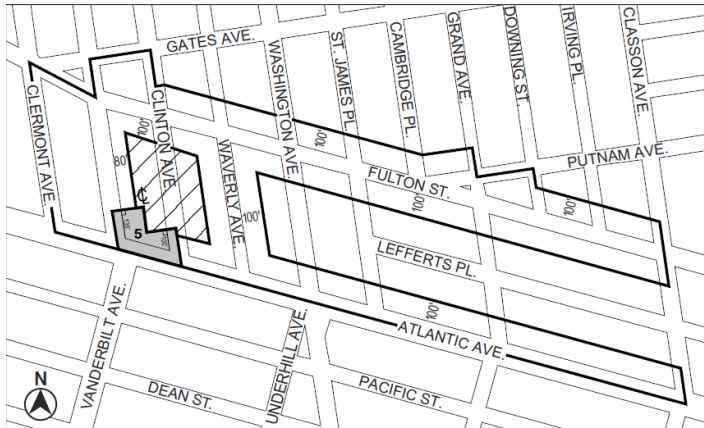 GATES AVE.
CLERMONT AVE.
CLINTON AVE.
WAVERLY AVE.
WASHINGTON AVE.
ST. JAMES PL.
CAMBRIDGE PL.
GRAND AVE.
DOWNING ST.
IRVING PL.
CLASSON AVE.
PUTNAM AVE.
100'
80'
100'
FULTON ST.
100'
100'
100'
℄
5
LEFFERTS PL.
100'
ATLANTIC AVE.
VANDERBILT AVE.
UNDERHILL AVE.
DEAN ST.
PACIFIC ST.
N